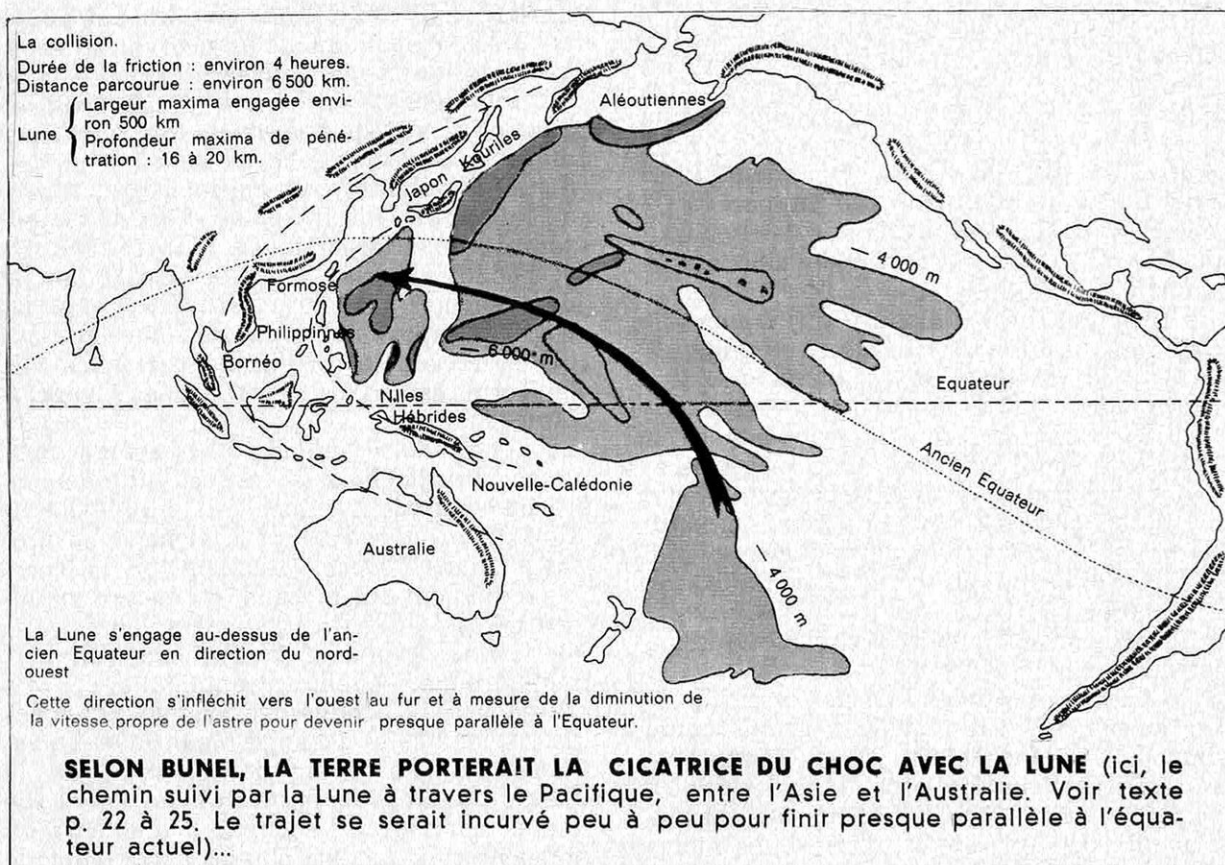 La collision.
Durée de la friction : environ 4 heures.
Distance parcourue : environ 6 500 km.
Lune
Largeur maxima engagée envi-
ron 500 km
Profondeur maxima de péné-
tration : 16 à 20 km.
Aléoutiennes
Kouriles
Japon
— 4 000 m
Formose
Philippines
— 6 000 m
Bornéo
Equateur
N.lles
Hébrides
Ancien Equateur
Nouvelle-Calédonie
Australie
— 4 000 m
La Lune s'engage au-dessus de l'an-
cien Equateur en direction du nord-
ouest
Cette direction s'infléchit vers l'ouest au fur et à mesure de la diminution de
la vitesse propre de l'astre pour devenir presque parallèle à l'Equateur.
SELON BUNEL, LA TERRE PORTERAIT LA CICATRICE DU CHOC AVEC LA LUNE (ici, le
chemin suivi par la Lune à travers le Pacifique, entre l'Asie et l'Australie. Voir texte
p. 22 à 25. Le trajet se serait incurvé peu à peu pour finir presque parallèle à l'équa-
teur actuel)...